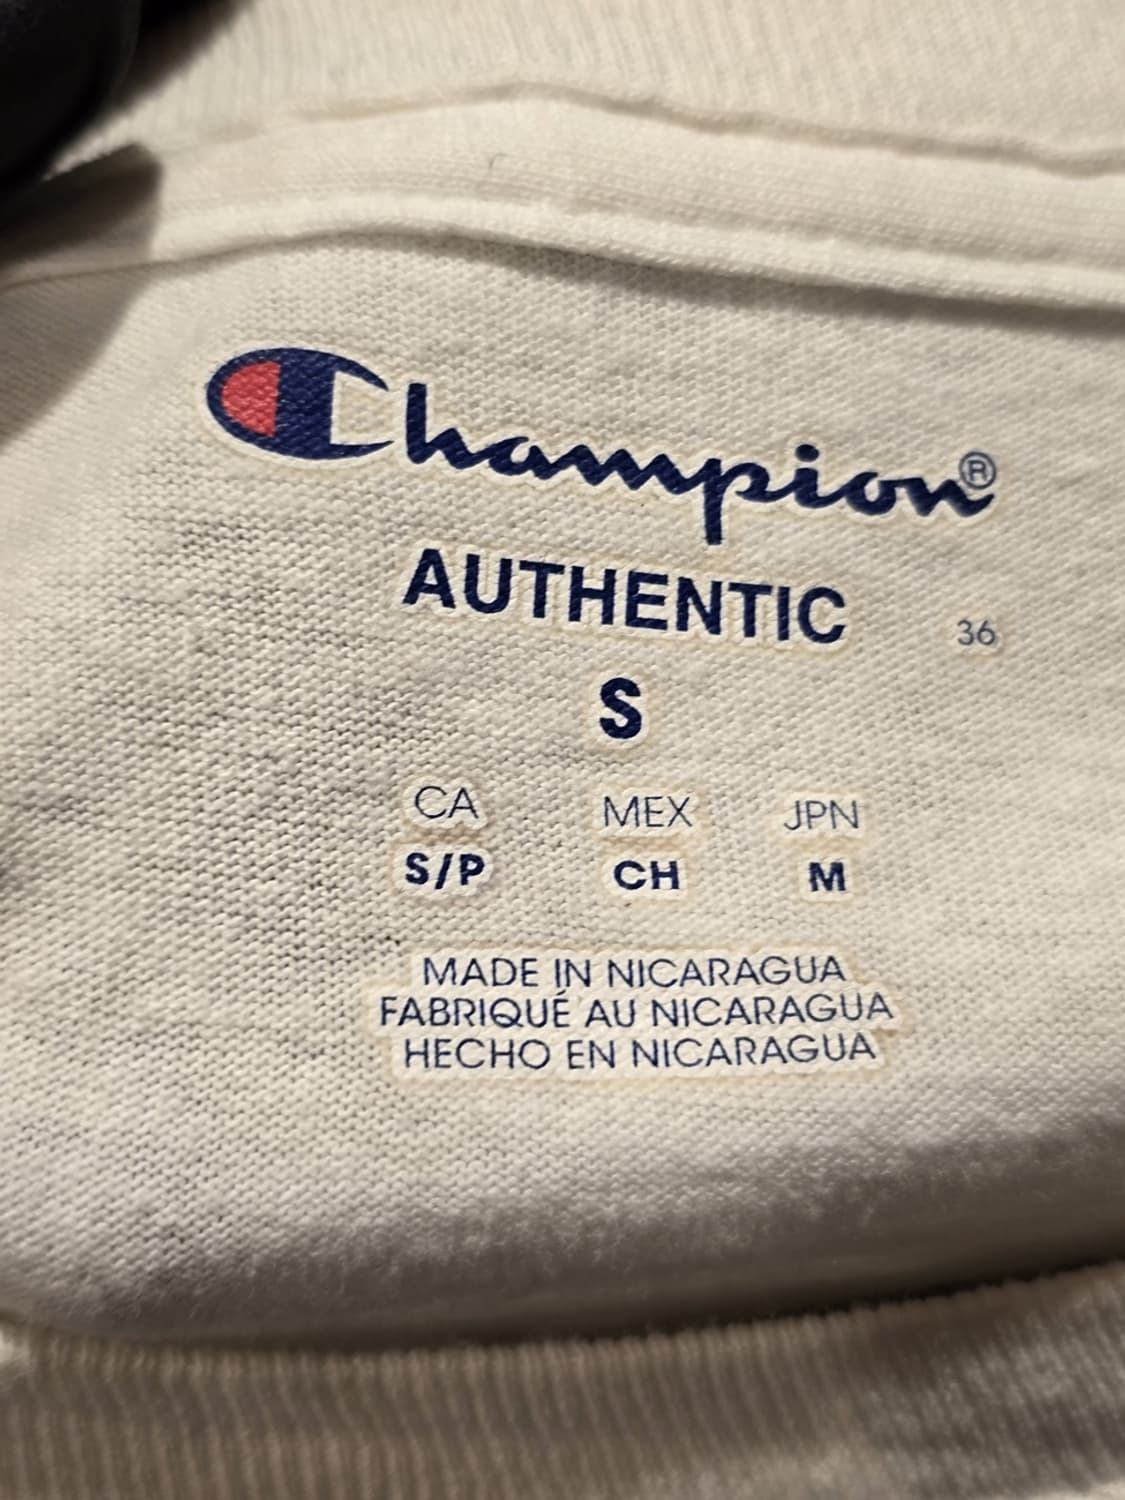 Champion®
AUTHENTIC
36
S
CA MEX JPN
S/P CH M
MADE IN NICARAGUA
FABRIQUÉ AU NICARAGUA
HECHO EN NICARAGUA